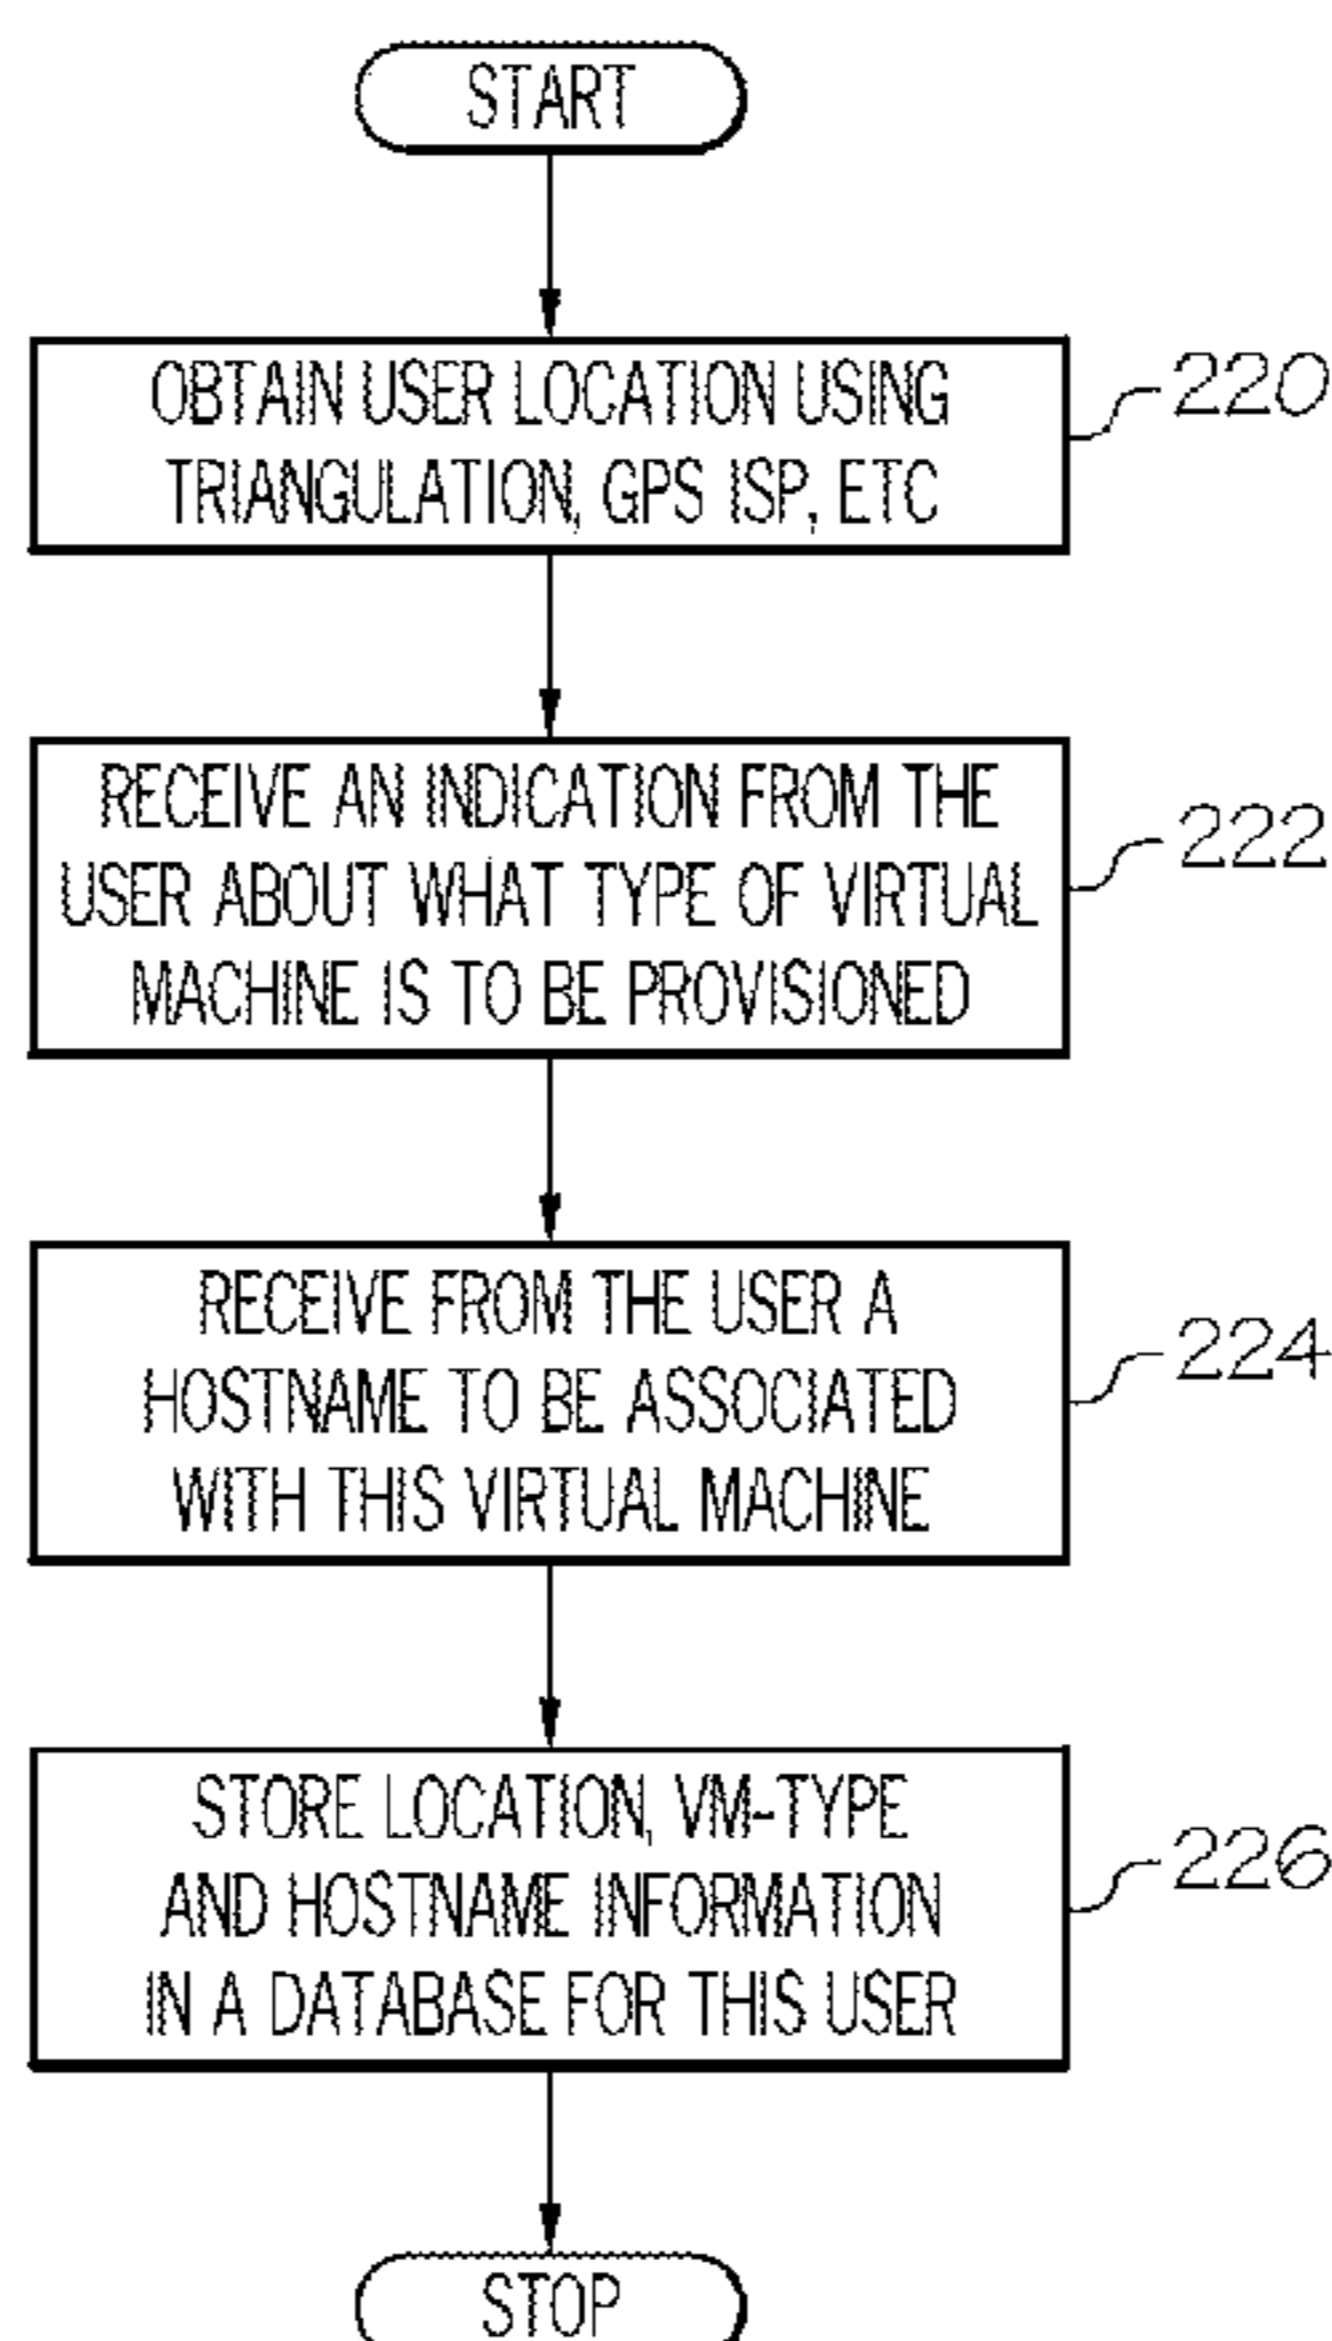 START
OBTAIN USER LOCATION USING
TRIANGULATION, GPS ISP, ETC
220
RECEIVE AN INDICATION FROM THE
USER ABOUT WHAT TYPE OF VIRTUAL
MACHINE IS TO BE PROVISIONED
222
RECEIVE FROM THE USER A
HOSTNAME TO BE ASSOCIATED
WITH THIS VIRTUAL MACHINE
224
STORE LOCATION, VM-TYPE
AND HOSTNAME INFORMATION
IN A DATABASE FOR THIS USER
226
STOP